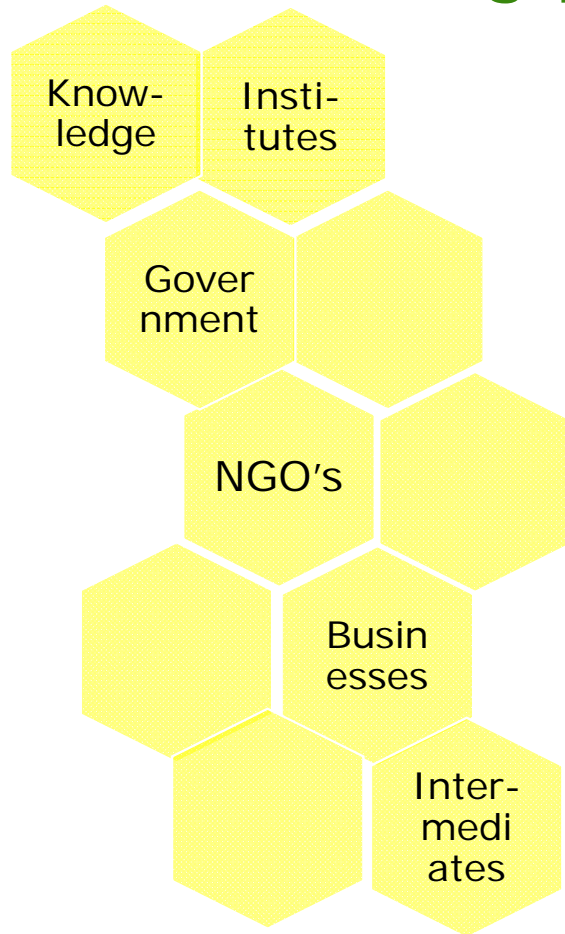 Know-
ledge
Insti-
tutes
Gover
nment
NGO's
Busin
esses
Inter-
medi
ates